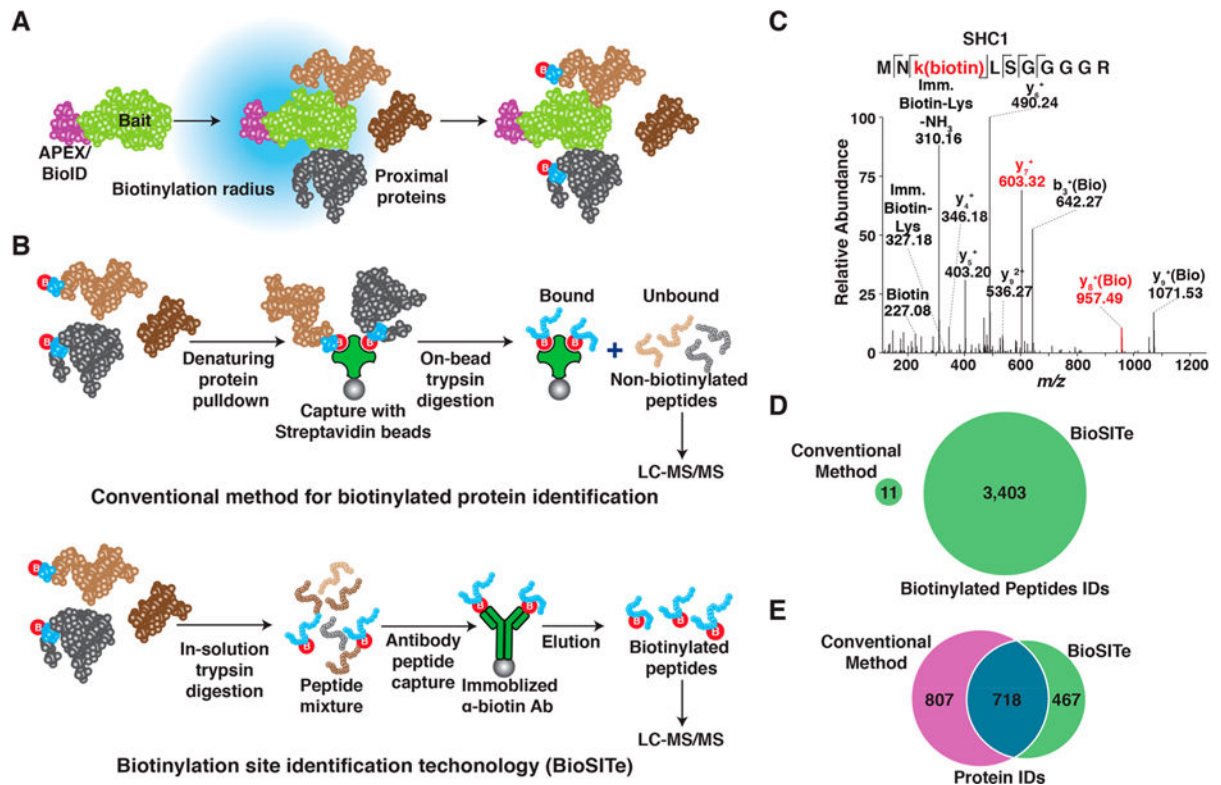 A
Bait
APEX/
BioID
Biotinylation radius
Proximal
proteins
B
B
B
B
B
Denaturing
protein
pulldown
B
B
Capture with
Streptavidin beads
On-bead
trypsin
digestion
Bound
B
B
+
Unbound
Non-biotinylated
peptides
LC-MS/MS
Conventional method for biotinylated protein identification
B
B
In-solution
trypsin
digestion
B
B
Peptide
mixture
Antibody
peptide
capture
B
B
Immoblized
α-biotin Ab
Elution
B
B
B
Biotinylated
peptides
LC-MS/MS
Biotinylation site identification techonology (BioSITe)
C
SHC1
M N k(biotin) L S G G G G R
Imm.
Biotin-Lys
-NH3
310.16
y6+
490.24
y7+
603.32
b3+(Bio)
642.27
Imm.
Biotin-
Lys
327.18
y4+
346.18
y5+
403.20
y9 2+
536.27
Biotin
227.08
y8+(Bio)
957.49
y9+(Bio)
1071.53
Relative Abundance
100
75
50
25
0
200 400 600 800 1000 1200
m/z
D
Conventional
Method
11
BioSITe
3,403
Biotinylated Peptides IDs
E
Conventional
Method
BioSITe
807
718
467
Protein IDs